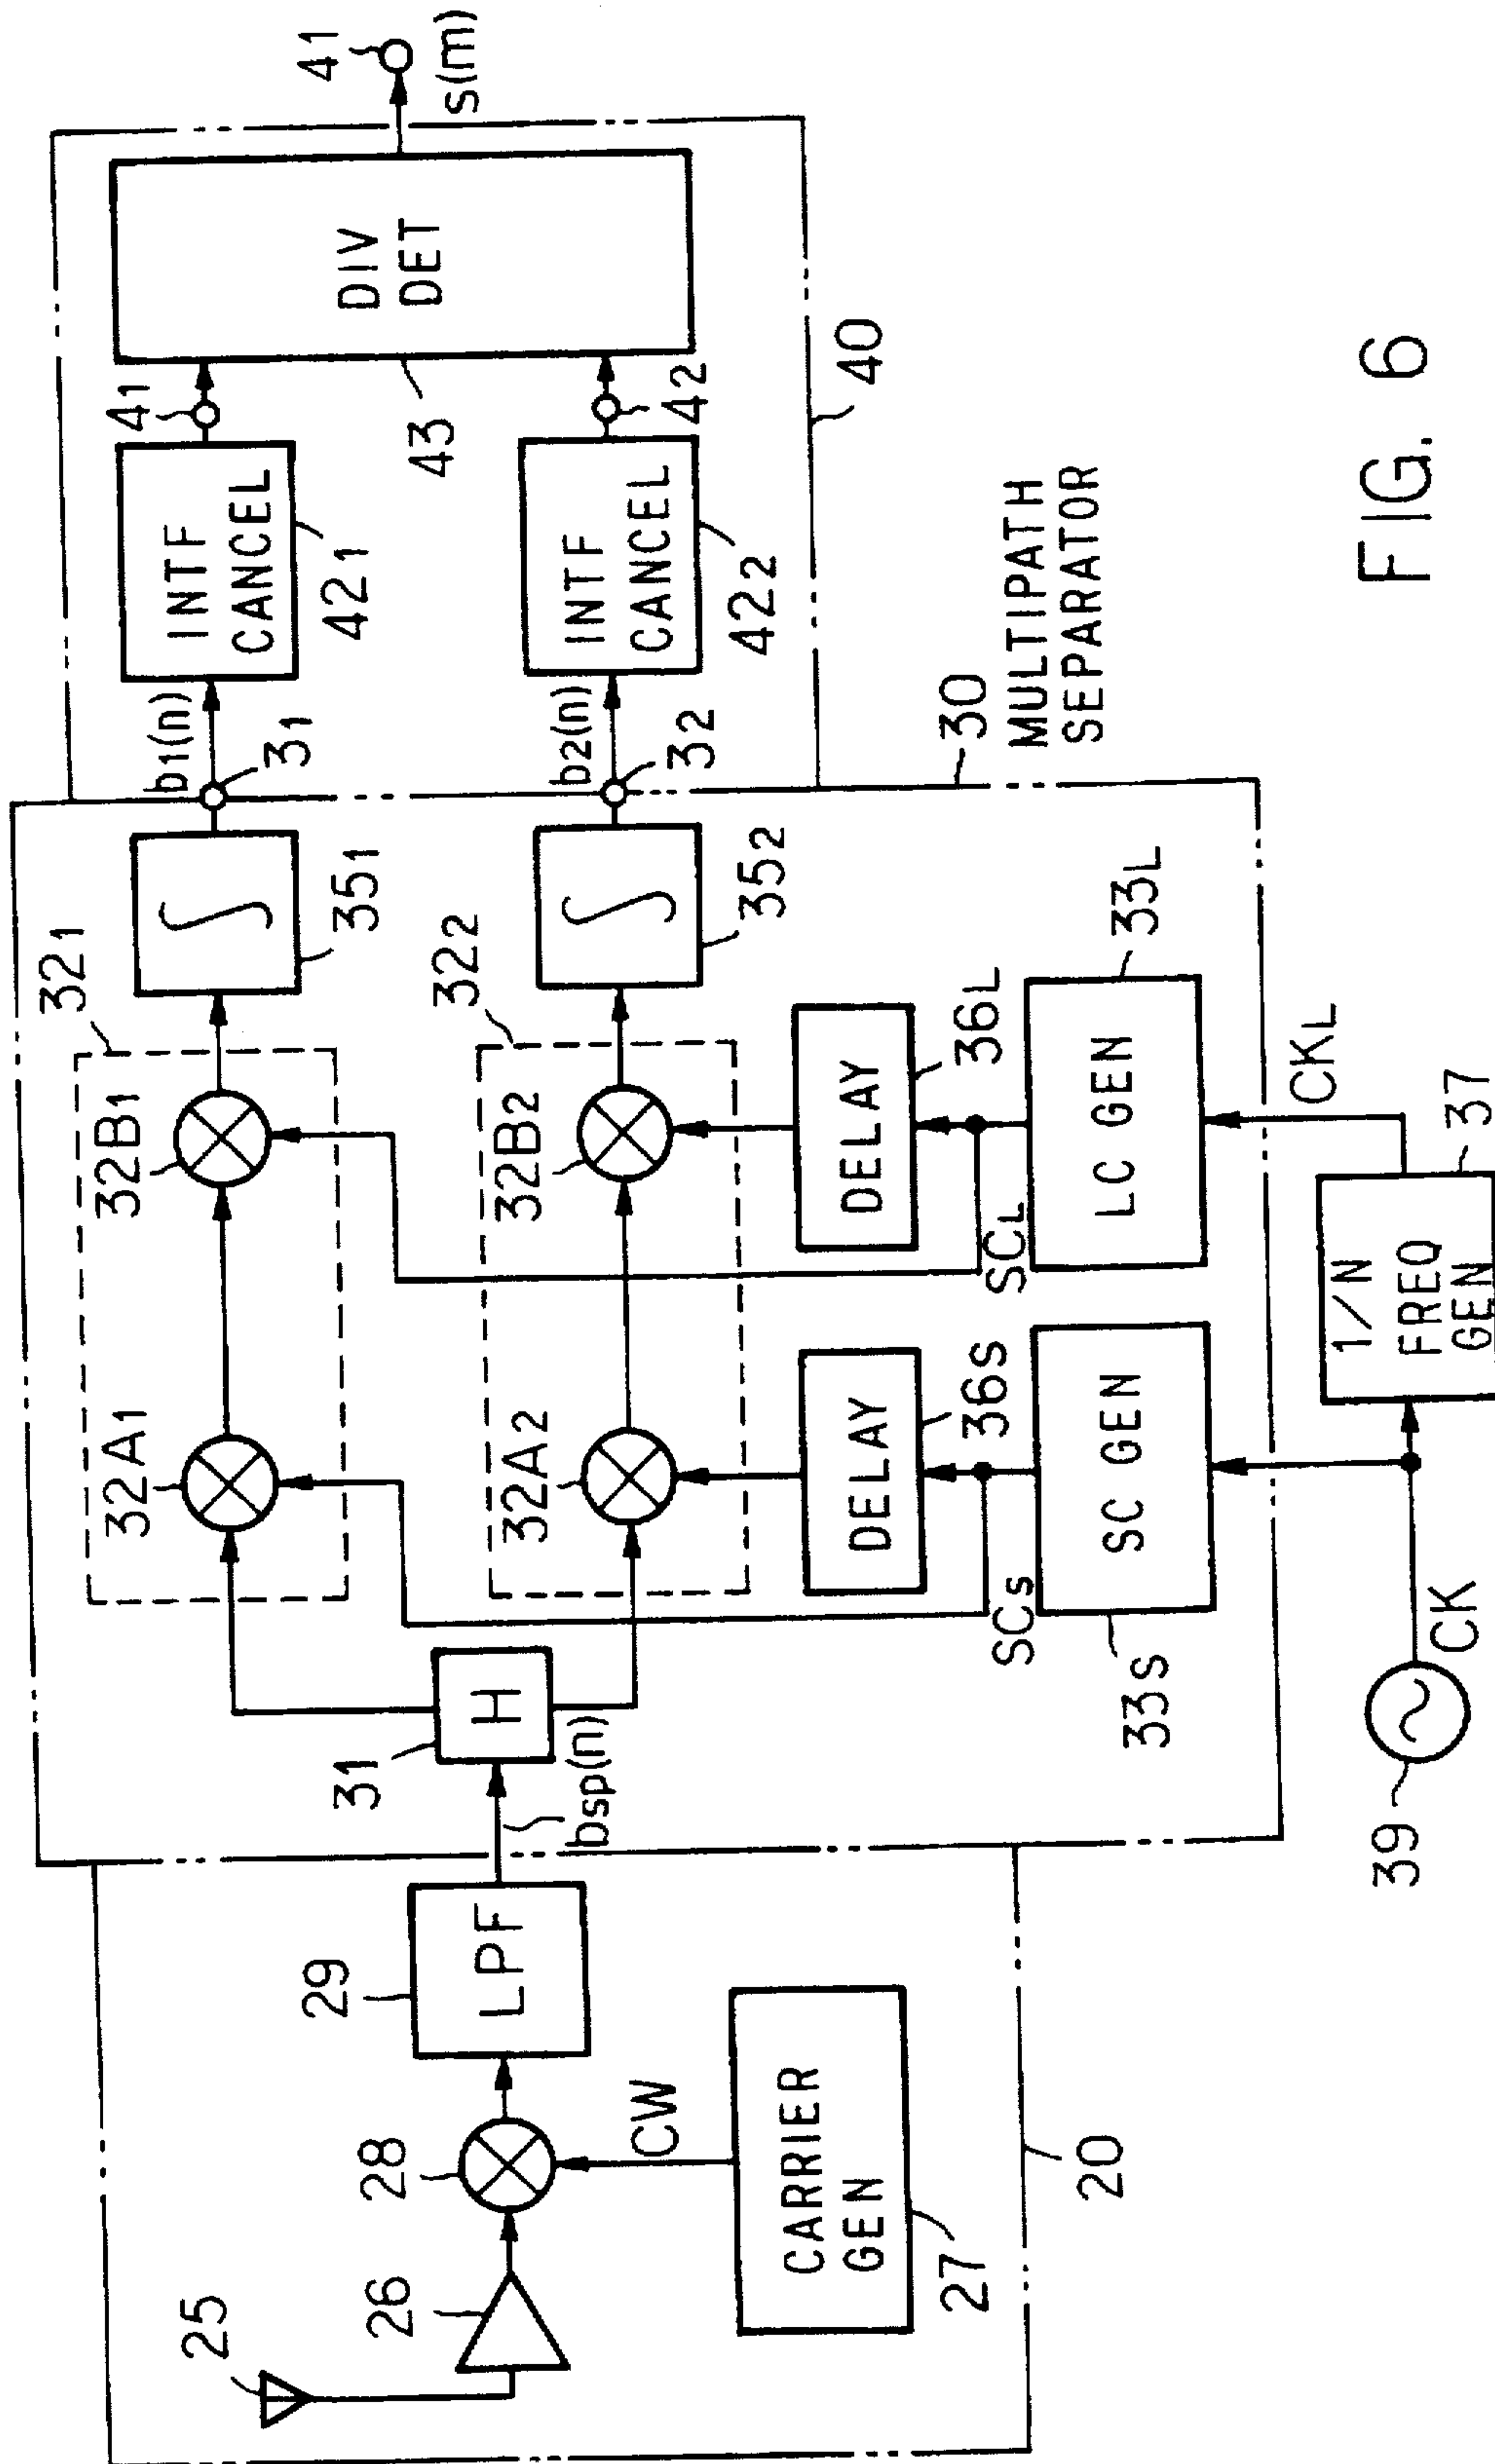 25
26
28
CW
CARRIER
GEN
27
20
29
LPF
bsp(n)
31
H
32A1
32B1
321
32A2
32B2
322
∫
351
∫
352
DELAY
36S
SCs
SC GEN
33S
DELAY
36L
SCL
LC GEN
33L
CKL
39
CK
1/N
FREQ
GEN
37
30
MULTIPATH
SEPARATOR
b1(n)
31
b2(n)
32
INTF
CANCEL
421
INTF
CANCEL
422
41
42
43
DIV
DET
40
41
s(m)
FIG. 6